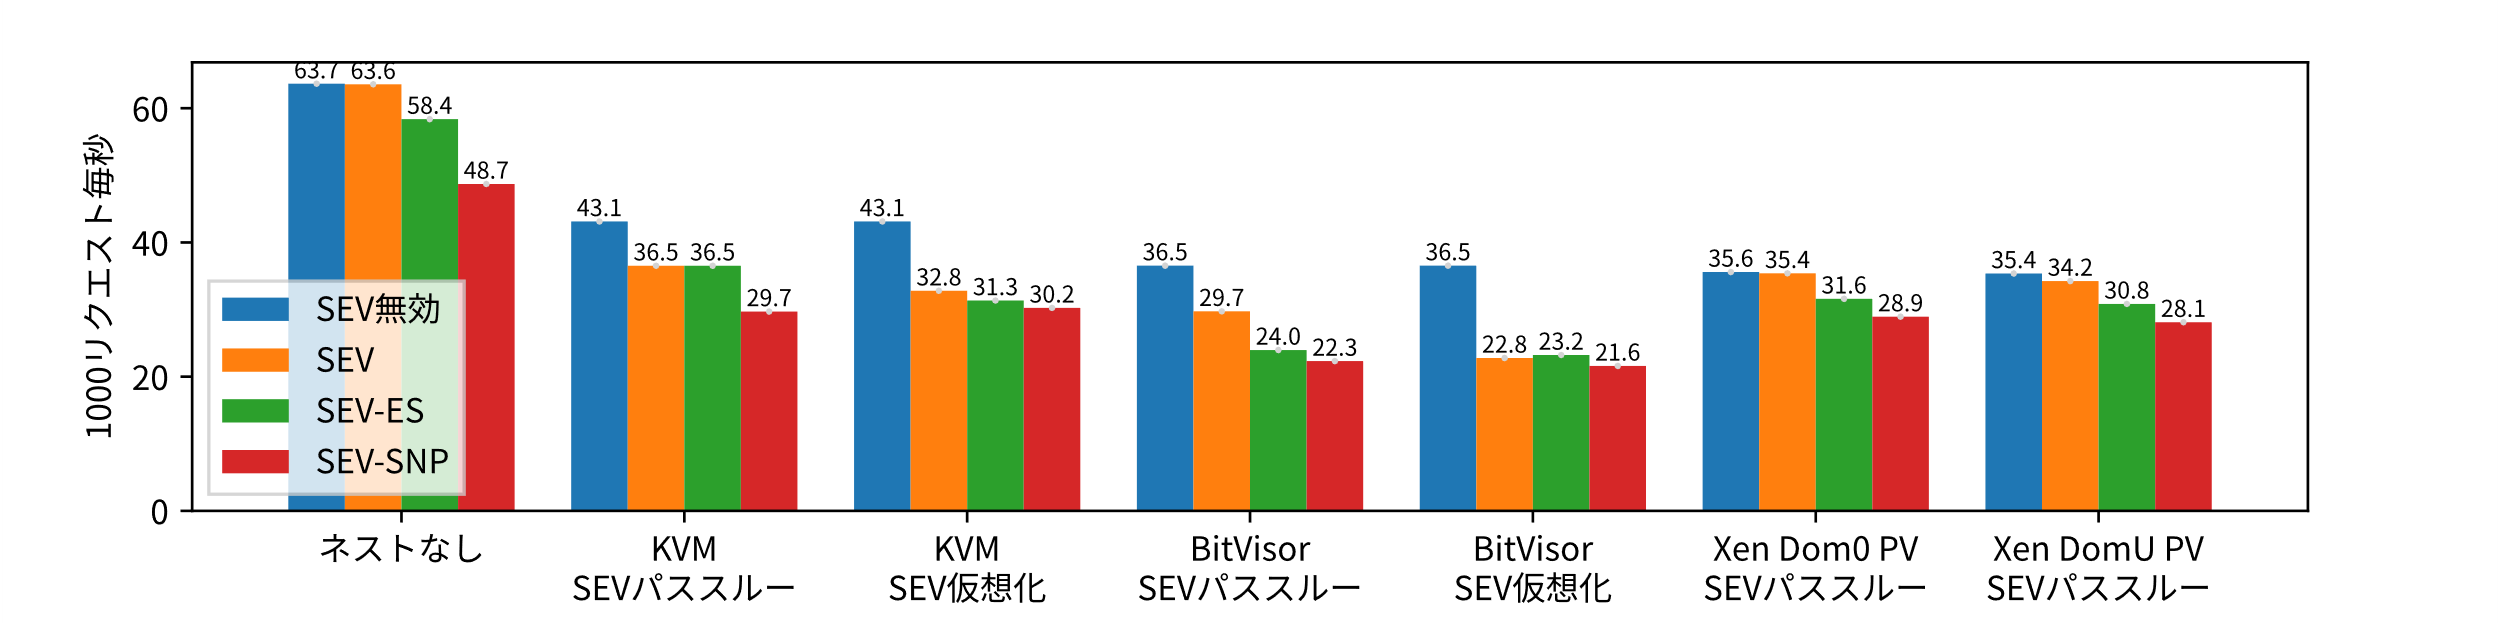 1000リクエスト/毎秒
60
40
20
0
63.7
63.6
58.4
48.7
43.1
36.5
36.5
29.7
43.1
32.8
31.3
30.2
36.5
29.7
24.0
22.3
36.5
22.8
23.2
21.6
35.6
35.4
31.6
28.9
35.4
34.2
30.8
28.1
SEV無効
SEV
SEV-ES
SEV-SNP
ネストなし
KVM
SEVパススルー
KVM
SEV仮想化
BitVisor
SEVパススルー
BitVisor
SEV仮想化
Xen Dom0 PV
SEVパススルー
Xen DomU PV
SEVパススルー